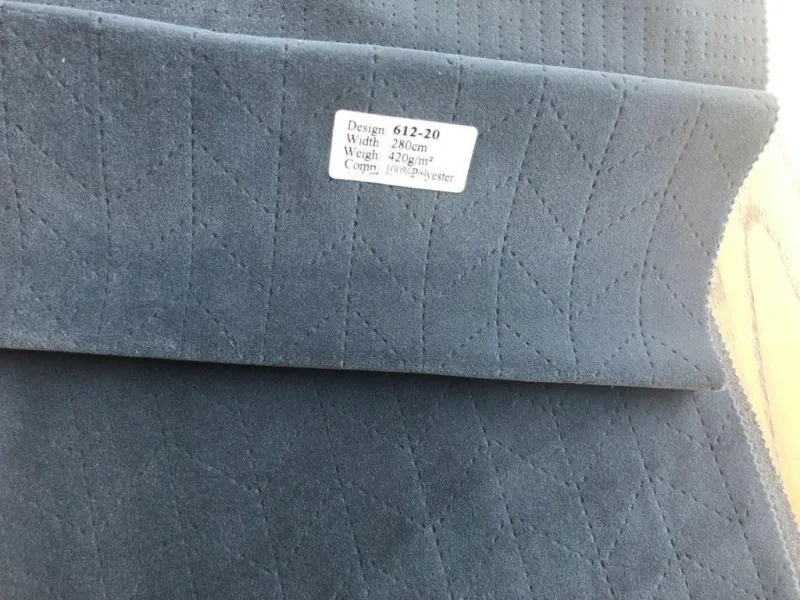 Design: 612-20
Width: 280cm
Weigh: 420g/m²
Comp: 100%Polyester